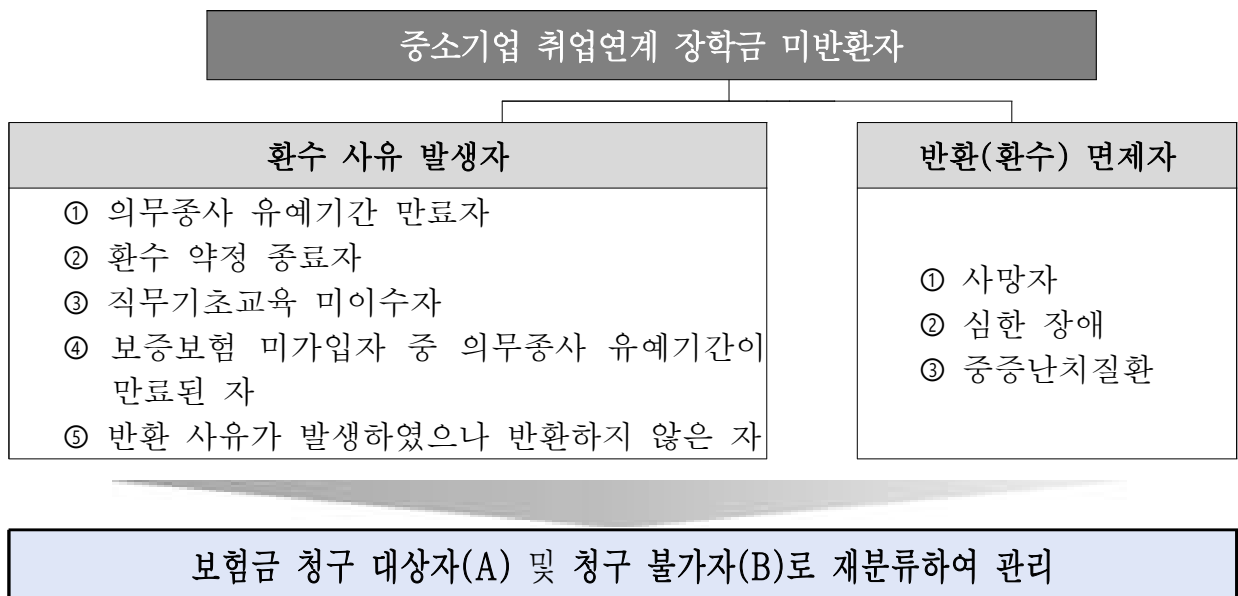 중소기업 취업연계 장학금 미반환자
환수 사유 발생자
① 의무종사 유예기간 만료자
② 환수 약정 종료자
③ 직무기초교육 미이수자
④ 보증보험 미가입자 중 의무종사 유예기간이
만료된 자
⑤ 반환 사유가 발생하였으나 반환하지 않은 자
반환(환수) 면제자
① 사망자
② 심한 장애
③ 중증난치질환
보험금 청구 대상자(A) 및 청구 불가자(B)로 재분류하여 관리